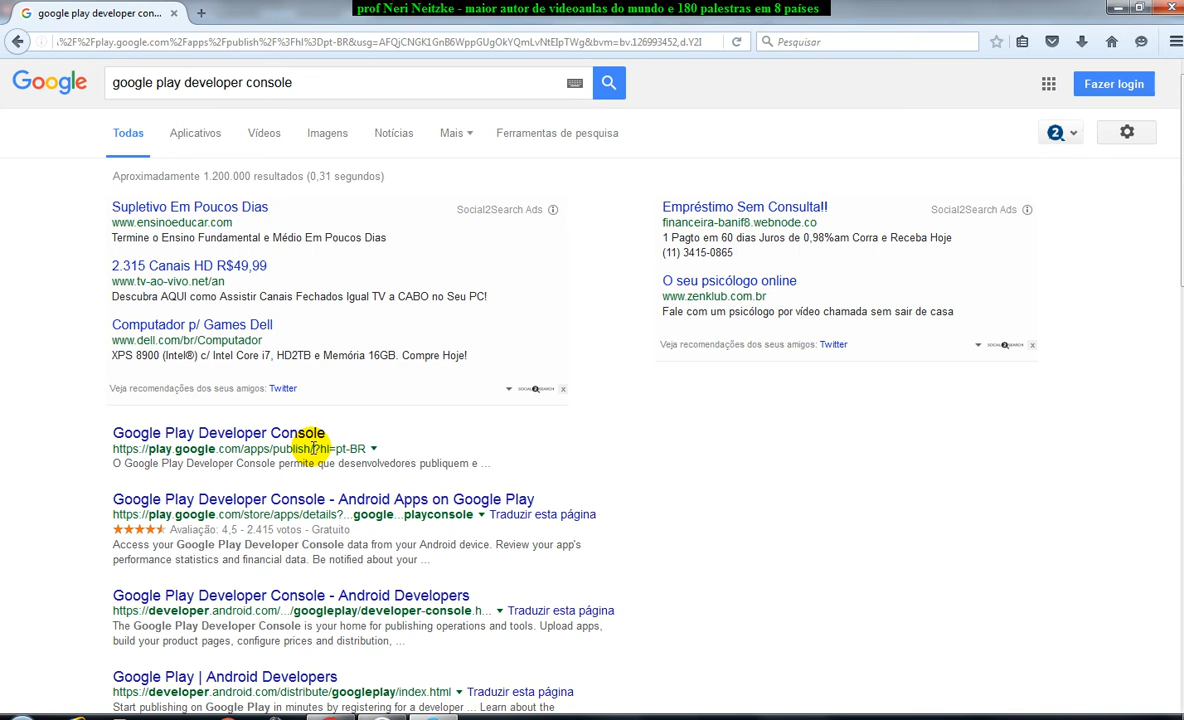 prof Neri Neitzke - maior autor de videoaulas do mundo e 180 palestras em 8 países
google play developer con...
%2F%2Fplay.google.com%2Fapps%2Fpublish%2F%3Fhl%3Dpt-BR&usg=AFQjCNGK1GnB6WppGUgOkYQmLvNtEIpTWg&bvm=bv.126993452,d.Y2I
Pesquisar
Google
google play developer console
Fazer login
Todas Aplicativos Vídeos Imagens Notícias Mais Ferramentas de pesquisa
Aproximadamente 1.200.000 resultados (0,31 segundos)
Supletivo Em Poucos Dias
Social2Search Ads
www.ensinoeducar.com
Termine o Ensino Fundamental e Médio Em Poucos Dias
2.315 Canais HD R$49,99
www.tv-ao-vivo.net/an
Descubra AQUI como Assistir Canais Fechados Igual TV a CABO no Seu PC!
Computador p/ Games Dell
www.dell.com/br/Computador
XPS 8900 (Intel®) c/ Intel Core i7, HD2TB e Memória 16GB. Compre Hoje!
Veja recomendações dos seus amigos: Twitter
SOCIAL2SEARCH x
Empréstimo Sem Consulta!!
Social2Search Ads
financeira-banif8.webnode.co
1 Pagto em 60 dias Juros de 0,98%am Corra e Receba Hoje
(11) 3415-0865
O seu psicólogo online
www.zenklub.com.br
Fale com um psicólogo por vídeo chamada sem sair de casa
Veja recomendações dos seus amigos: Twitter
SOCIAL2SEARCH x
Google Play Developer Console
https://play.google.com/apps/publish/?hl=pt-BR
O Google Play Developer Console permite que desenvolvedores publiquem e ...
Google Play Developer Console - Android Apps on Google Play
https://play.google.com/store/apps/details?...google...playconsole Traduzir esta página
Avaliação: 4,5 - 2.415 votos - Gratuito
Access your Google Play Developer Console data from your Android device. Review your app's
performance statistics and financial data. Be notified about your ...
Google Play Developer Console - Android Developers
https://developer.android.com/.../googleplay/developer-console.h... Traduzir esta página
The Google Play Developer Console is your home for publishing operations and tools. Upload apps,
build your product pages, configure prices and distribution, ...
Google Play | Android Developers
https://developer.android.com/distribute/googleplay/index.html Traduzir esta página
Start publishing on Google Play in minutes by registering for a developer ... Learn about the